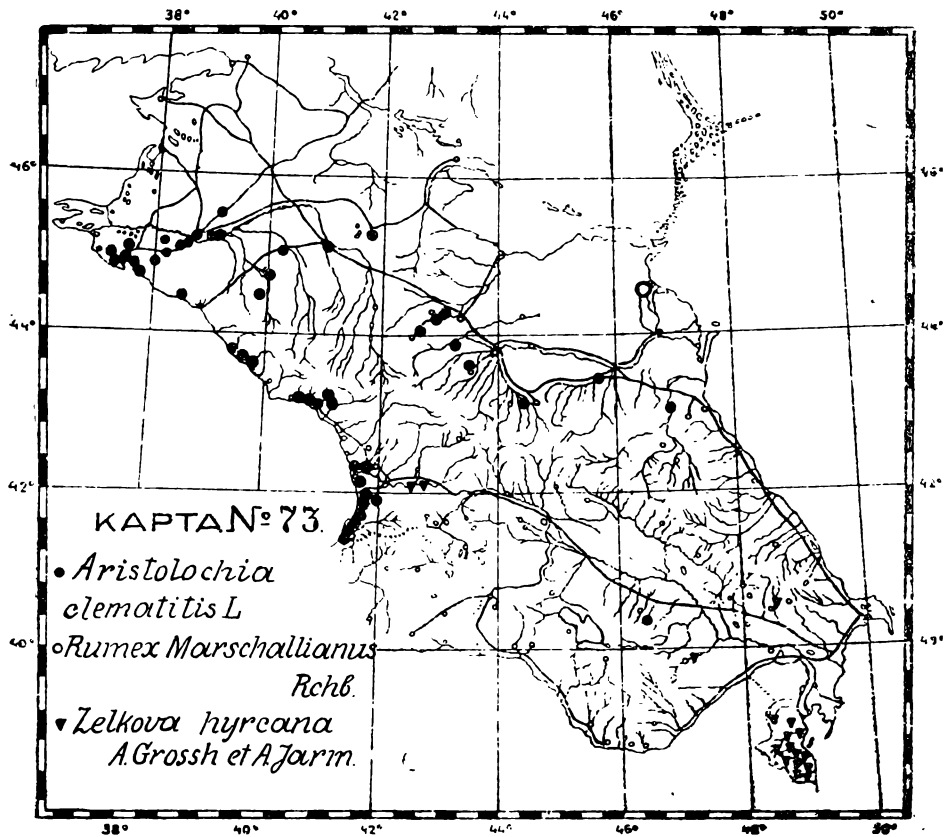 38° 40° 42° 44° 46° 48° 50°
46° 46°
44° 44°
42° 42°
КАРТА № 73.
Aristolochia
clematitis L
Rumex Marschallianus
Rchb.
Zelkova hyrcana
A.Grossh et A.Jarm.
40° 40°
38° 40° 42° 44° 46° 48° 50°